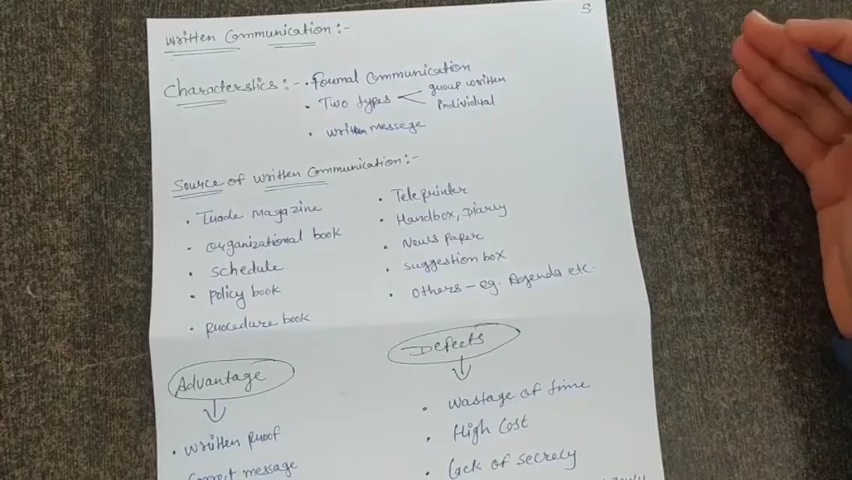 5
Written Communication :-
Characterstics :- • Formal Communication
• Two types group written
Individual
• written message
Source of Written Communication :-
• Trade Magazine
• organizational book
• schedule
• policy book
• procedure book
• Teleprinter
• Handbox, Diary
• News paper
• suggestion box
• others - eg. Agenda etc.
Advantage
• written proof
Correct message
Defects
• wastage of time
• High Cost
• Lack of secrely